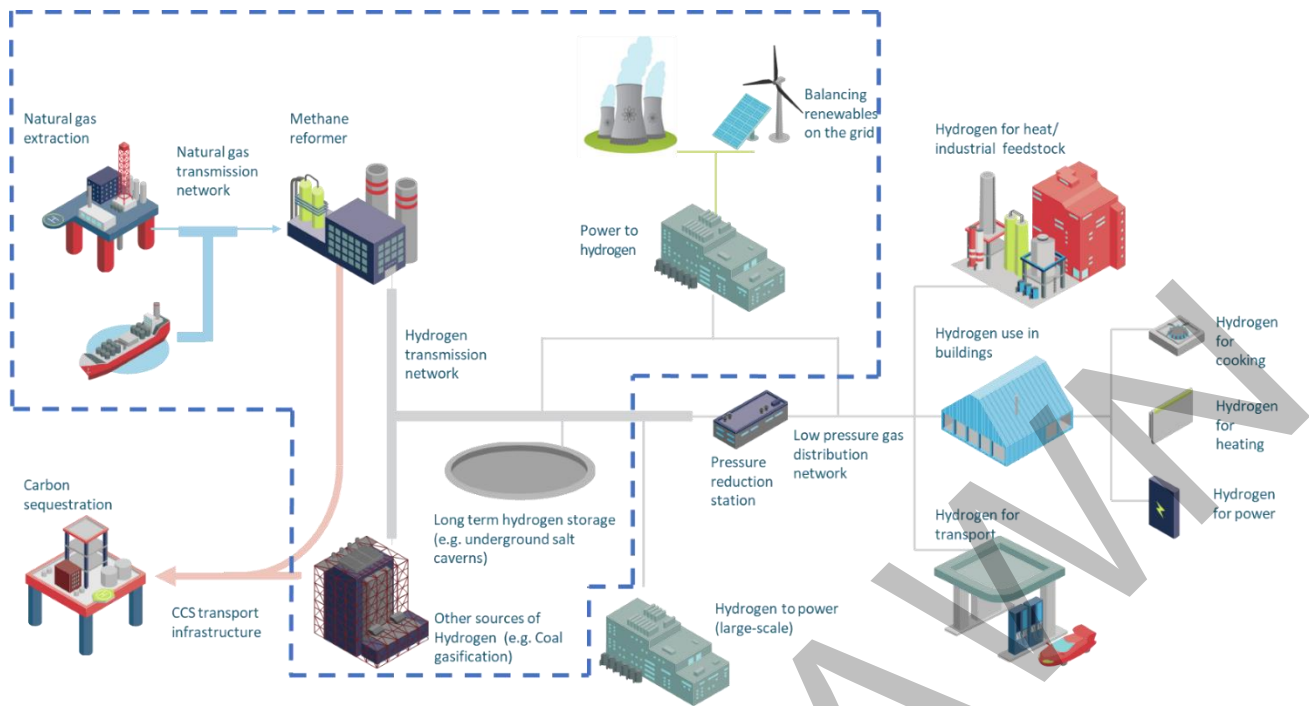 Natural gas
extraction
Natural gas
transmission
network
Methane
reformer
Balancing
renewables
on the grid
Power to
hydrogen
Hydrogen for heat/
industrial feedstock
Hydrogen
transmission
network
Hydrogen use in
buildings
Hydrogen
for
cooking
Hydrogen
for
heating
Hydrogen
for power
Pressure
reduction
station
Low pressure gas
distribution
network
Carbon
sequestration
Long term hydrogen storage
(e.g. underground salt
caverns)
Hydrogen for
transport
CCS transport
infrastructure
Other sources of
Hydrogen (e.g. Coal
gasification)
Hydrogen to power
(large-scale)
AWN